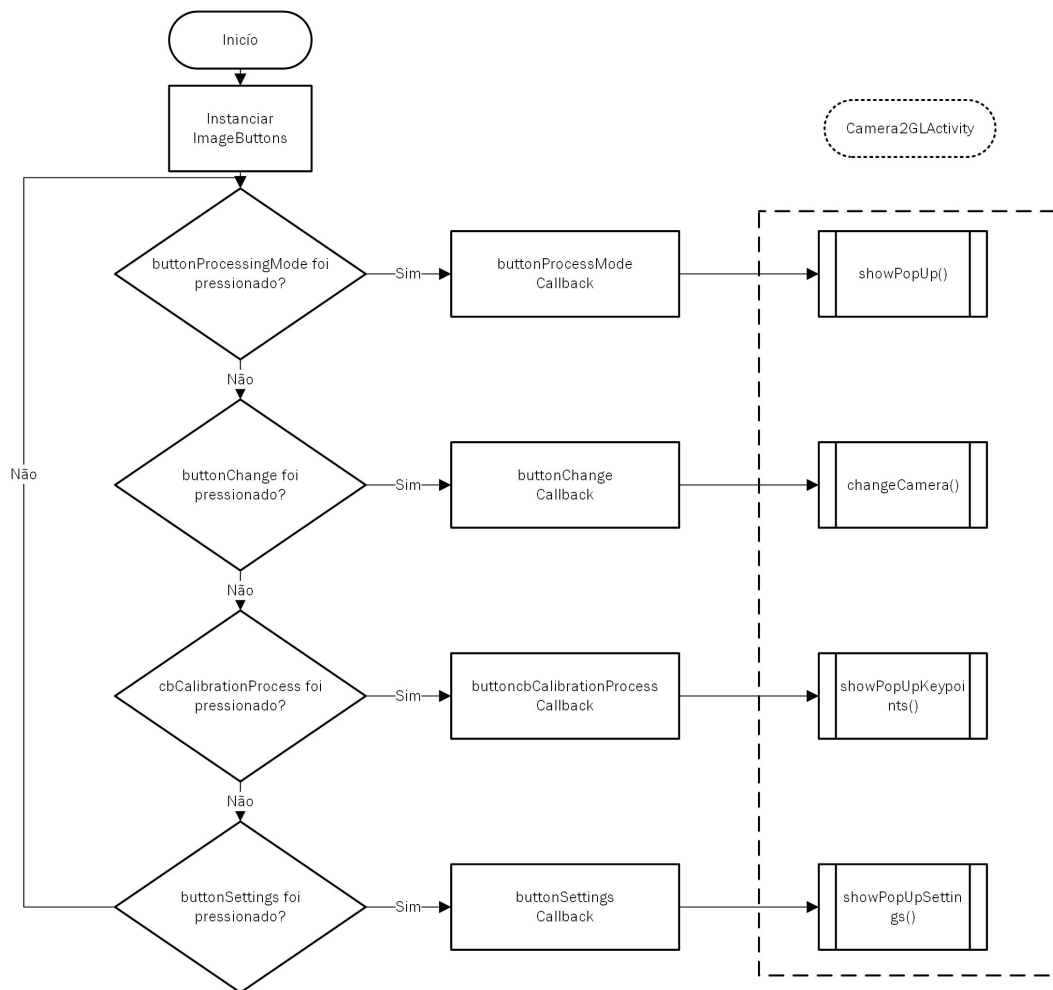 Inicío
Instanciar
ImageButtons
Camera2GLActivity
buttonProcessingMode foi
pressionado?
Sim
buttonProcessMode
Callback
showPopUp()
Não
buttonChange foi
pressionado?
Sim
buttonChange
Callback
changeCamera()
Não
Não
cbCalibrationProcess foi
pressionado?
Sim
buttoncbCalibrationProcess
Callback
showPopUpKeypoi
nts()
Não
buttonSettings foi
pressionado?
Sim
buttonSettings
Callback
showPopUpSettin
gs()